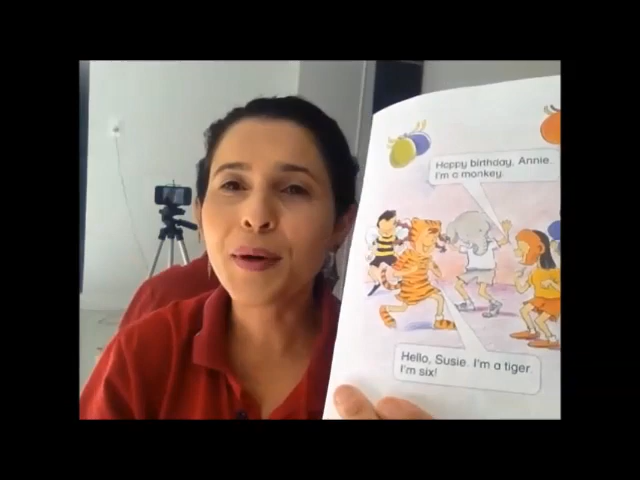 Happy birthday, Annie.
I'm a monkey.
Hello, Susie. I'm a tiger.
I'm six!